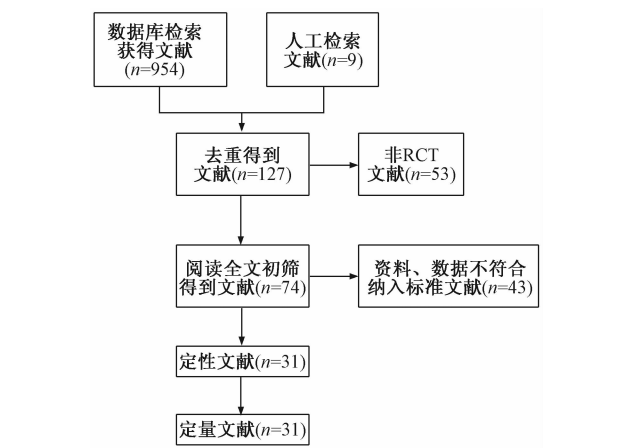 数据库检索
获得文献
(n=954)
人工检索
文献(n=9)
去重得到
文献(n=127)
非RCT
文献(n=53)
阅读全文初筛
得到文献(n=74)
资料、数据不符合
纳入标准文献(n=43)
定性文献(n=31)
定量文献(n=31)